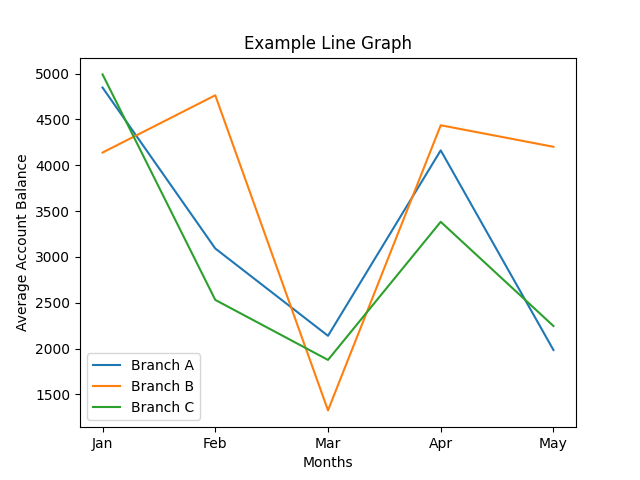 Example Line Graph
Average Account Balance
5000
4500
4000
3500
3000
2500
2000
1500
Branch A
Branch B
Branch C
Jan Feb Mar Apr May
Months